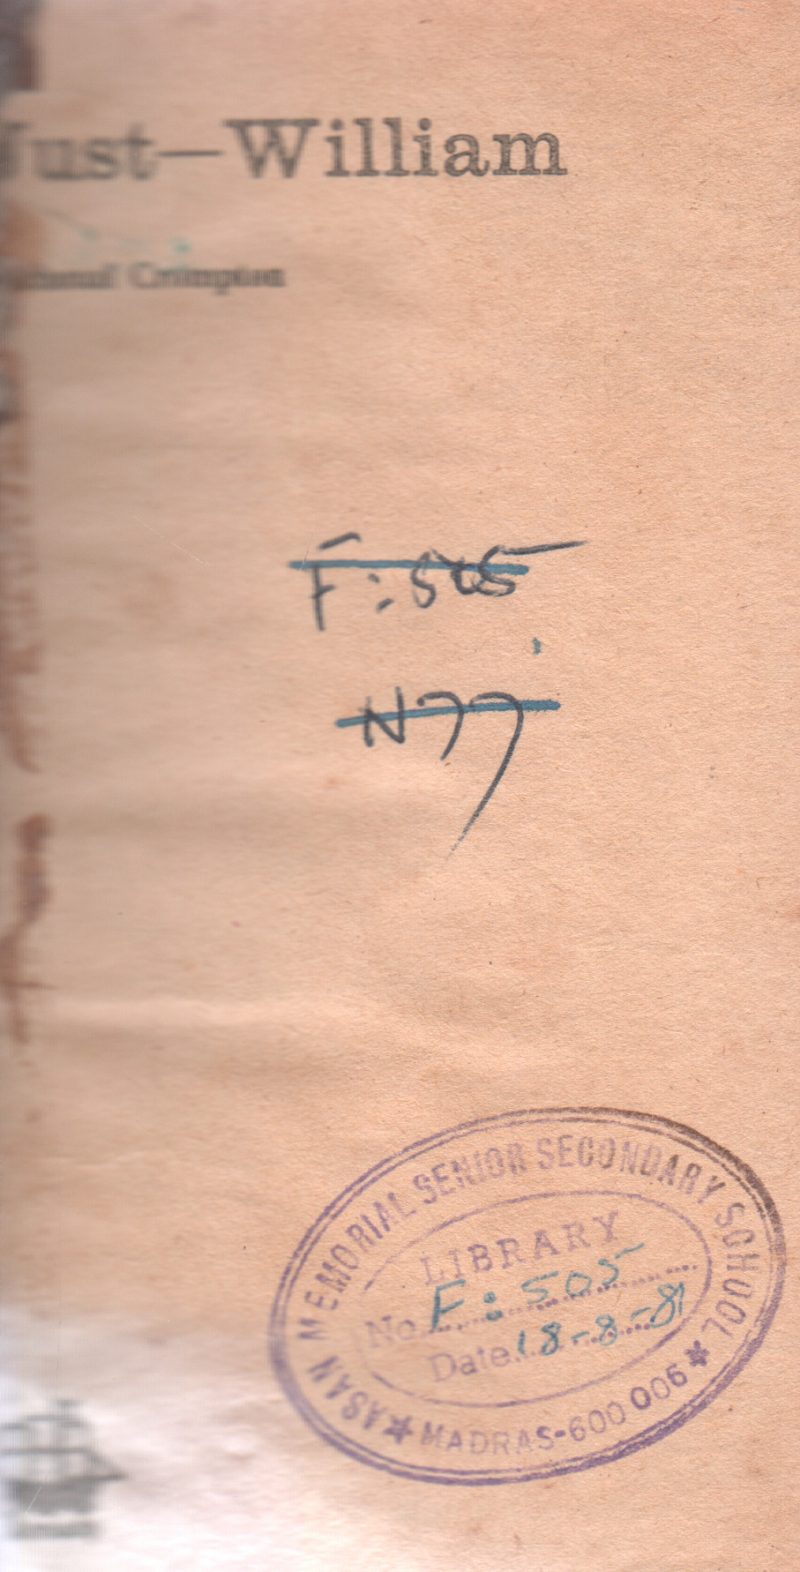 Just—William
Crompton
F: 505
N77
ASAN MEMORIAL SENIOR SECONDARY SCHOOL
LIBRARY
No. F: 505
Date. 18-8-81
MADRAS-600 006